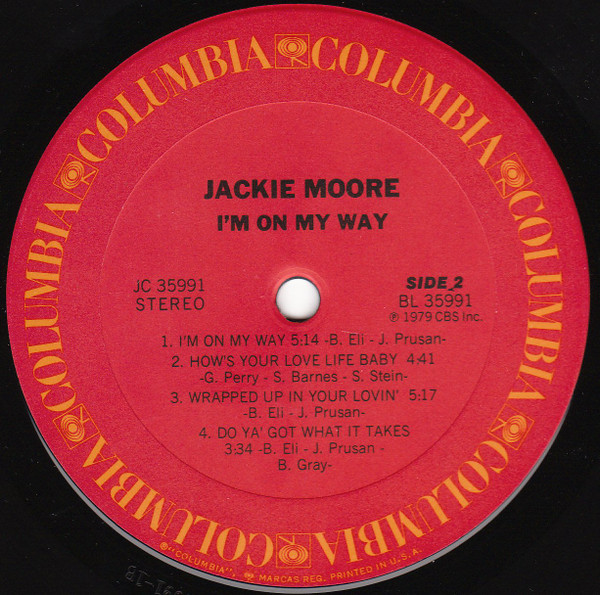 COLUMBIA COLUMBIA COLUMBIA COLUMBIA COLUMBIA COLUMBIA
JACKIE MOORE
I'M ON MY WAY
JC 35991
STEREO
SIDE 2
BL 35991
℗ 1979 CBS Inc.
1. I'M ON MY WAY 5:14 -B. Eli - J. Prusan-
2. HOW'S YOUR LOVE LIFE BABY 4:41
-G. Perry - S. Barnes - S. Stein-
3. WRAPPED UP IN YOUR LOVIN' 5:17
-B. Eli - J. Prusan-
4. DO YA' GOT WHAT IT TAKES
3:34 -B. Eli - J. Prusan -
B. Gray-
®"COLUMBIA", MARCAS REG. PRINTED IN U.S.A.